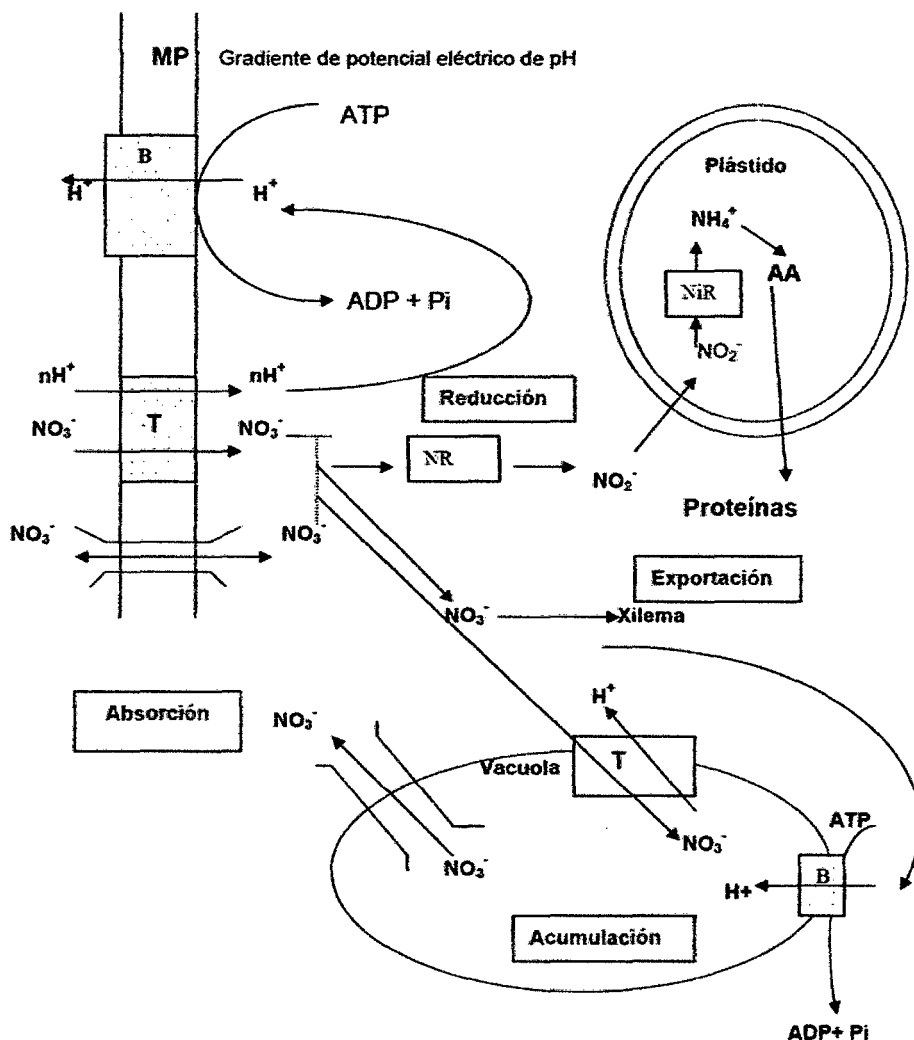 MP Gradiente de potencial eléctrico de pH
ATP
B
H⁺ H⁺
Plástido
NH₄⁺
AA
NiR
NO₂⁻
ADP + Pi
nH⁺ nH⁺
NO₃⁻ T NO₃⁻
Reducción
NR
NO₂⁻
Proteínas
NO₃⁻ NO₃⁻
Exportación
NO₃⁻ Xilema
Absorción
NO₃⁻
H⁺
Vacuola T
NO₃⁻
NO₃⁻
ATP
B
H+
Acumulación
ADP+ Pi